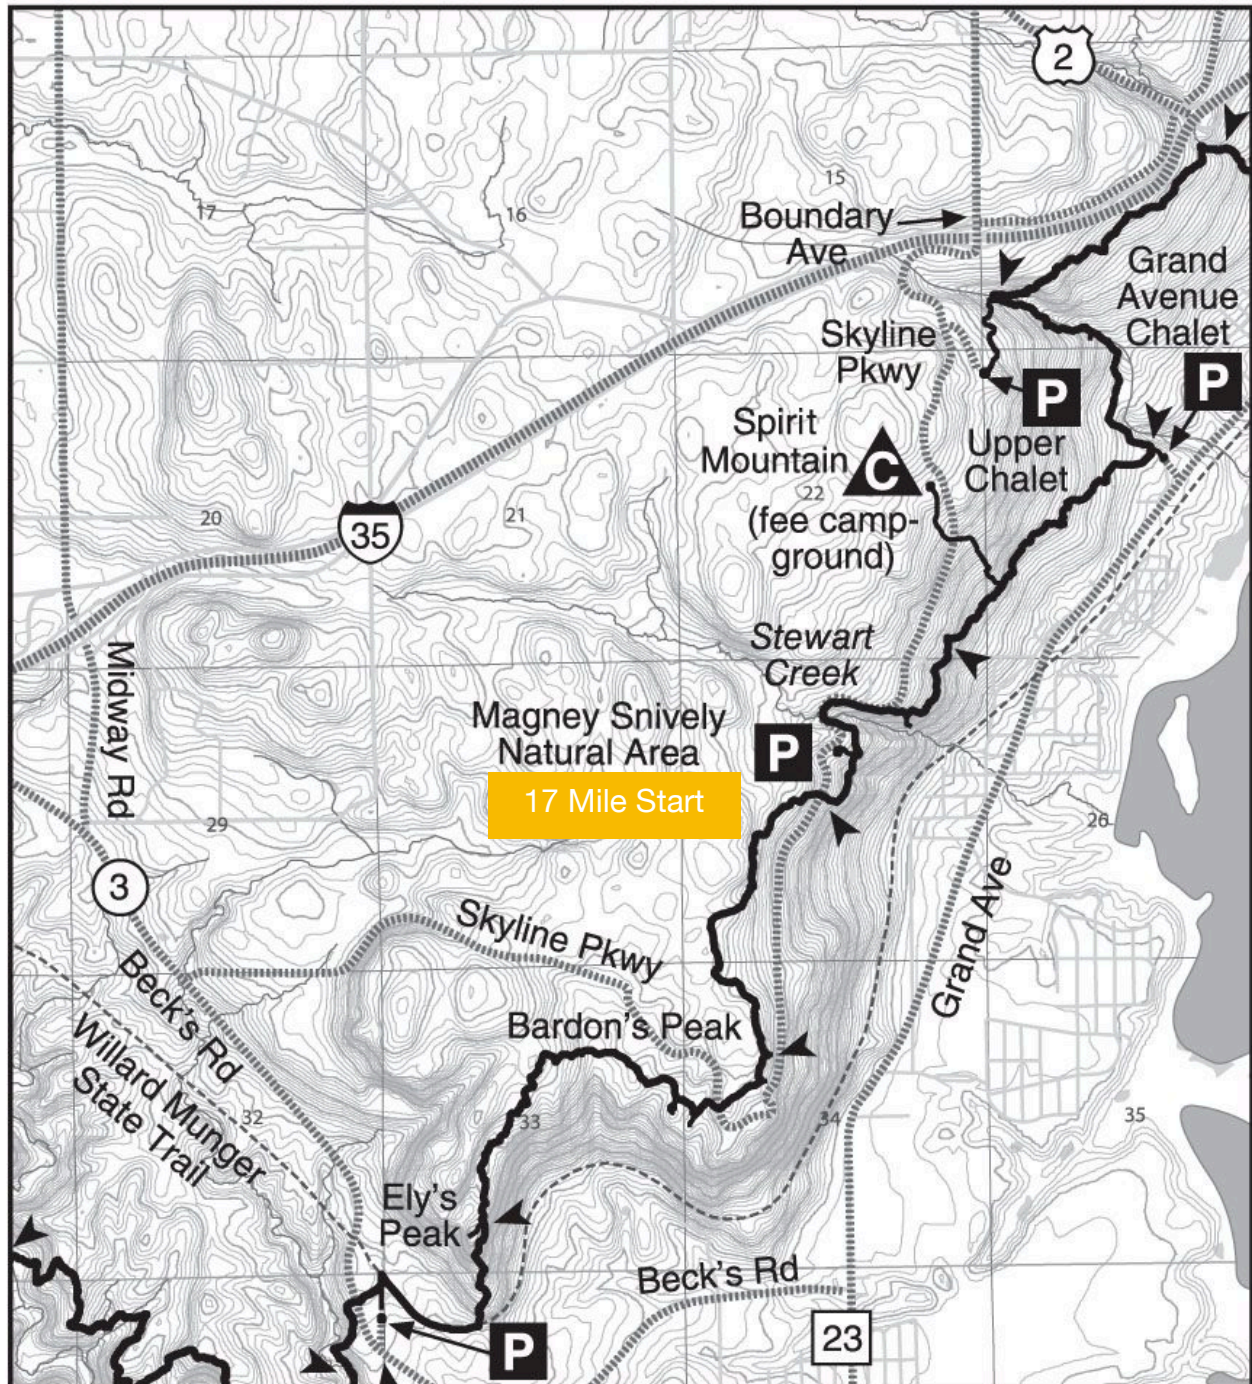 2
15
17
16
Boundary
Ave
Grand
Avenue
Chalet
Skyline
Pkwy
P
P
Spirit
Mountain
C
Upper
Chalet
22
(fee camp-
ground)
20
21
35
Stewart
Creek
Midway Rd
Magney Snively
Natural Area
P
17 Mile Start
29
26
3
Skyline Pkwy
Grand Ave
Beck's Rd
Bardon's Peak
Willard Munger
State Trail
32
33
34
35
Ely's
Peak
Beck's Rd
P
23